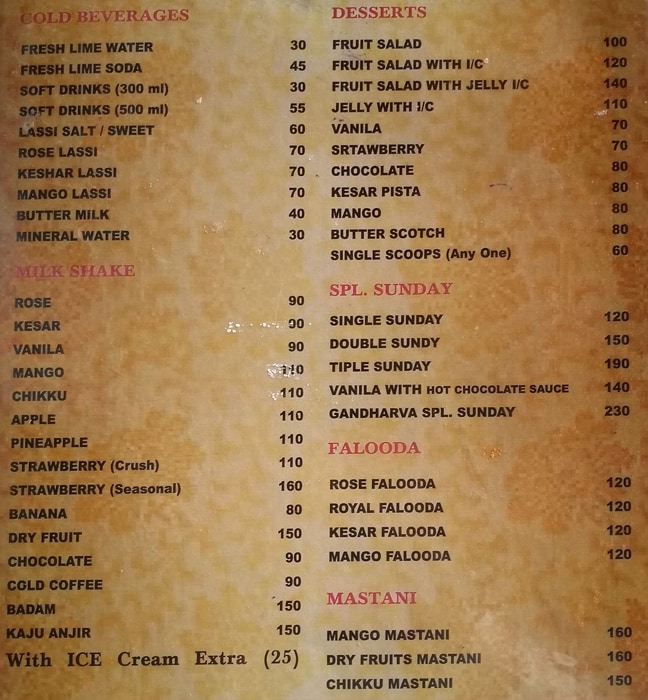 COLD BEVERAGES
FRESH LIME WATER 30
FRESH LIME SODA 45
SOFT DRINKS (300 ml) 30
SOFT DRINKS (500 ml) 55
LASSI SALT / SWEET 60
ROSE LASSI 70
KESHAR LASSI 70
MANGO LASSI 70
BUTTER MILK 40
MINERAL WATER 30
MILK SHAKE
ROSE 90
KESAR 90
VANILA 90
MANGO 110
CHIKKU 110
APPLE 110
PINEAPPLE 110
STRAWBERRY (Crush) 110
STRAWBERRY (Seasonal) 160
BANANA 80
DRY FRUIT 150
CHOCOLATE 90
COLD COFFEE 90
BADAM 150
KAJU ANJIR 150
With ICE Cream Extra (25)
DESSERTS
FRUIT SALAD 100
FRUIT SALAD WITH I/C 120
FRUIT SALAD WITH JELLY I/C 140
JELLY WITH I/C 110
VANILA 70
SRTAWBERRY 70
CHOCOLATE 80
KESAR PISTA 80
MANGO 80
BUTTER SCOTCH 80
SINGLE SCOOPS (Any One) 60
SPL. SUNDAY
SINGLE SUNDAY 120
DOUBLE SUNDY 150
TIPLE SUNDAY 190
VANILA WITH HOT CHOCOLATE SAUCE 140
GANDHARVA SPL. SUNDAY 230
FALOODA
ROSE FALOODA 120
ROYAL FALOODA 120
KESAR FALOODA 120
MANGO FALOODA 120
MASTANI
MANGO MASTANI 160
DRY FRUITS MASTANI 160
CHIKKU MASTANI 150